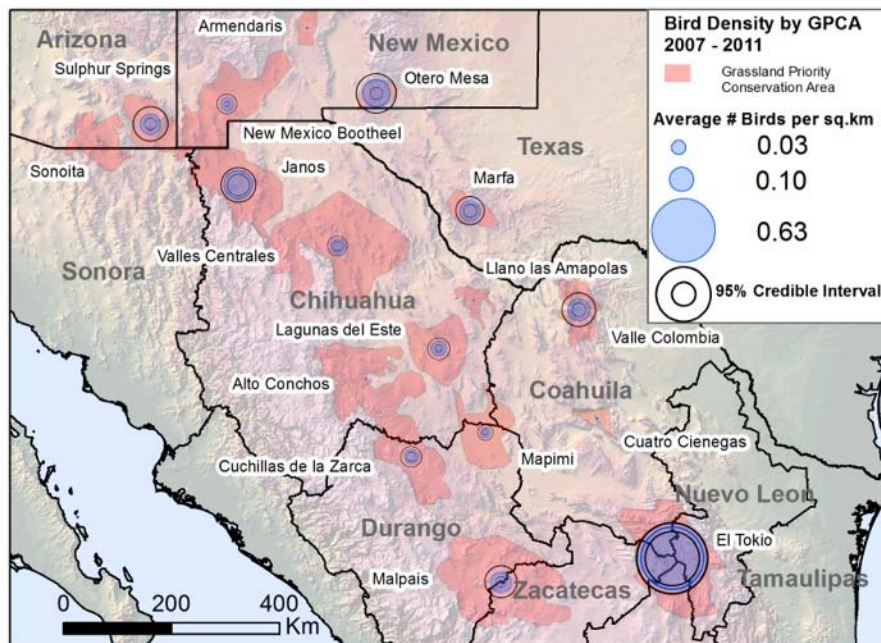 Armendaris
Arizona
New Mexico
Sulphur Springs
Otero Mesa
New Mexico Bootheel
Texas
Sonoita
Janos
Marfa
Valles Centrales
Sonora
Llano las Amapolas
Chihuahua
Lagunas del Este
Valle Colombia
Alto Conchos
Coahuila
Cuatro Cienegas
Cuchillas de la Zarca
Mapimi
Nuevo Leon
Durango
El Tokio
Malpais
Zacatecas
Tamaulipas
0 200 400
Km
Bird Density by GPCA
2007 - 2011
Grassland Priority
Conservation Area
Average # Birds per sq.km
0.03
0.10
0.63
95% Credible Interval